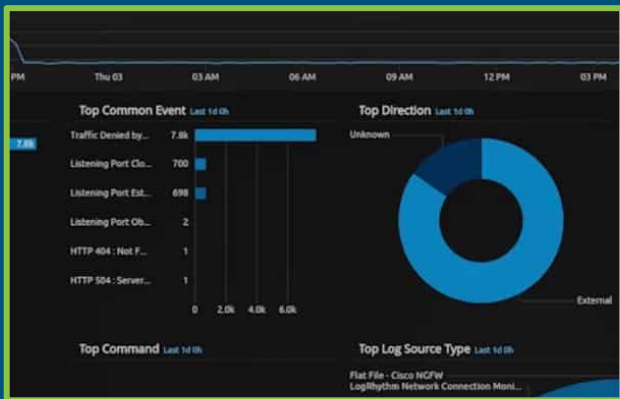 PM Thu 03 03 AM 06 AM 09 AM 12 PM 03 PM
Top Common Event Last 1d 0h
7.8k
Traffic Denied by... 7.8k
Listening Port Clo... 700
Listening Port Est... 698
Listening Port Ob... 2
HTTP 404 : Not F... 1
HTTP 504 : Server... 1
0 2.0k 4.0k 6.0k
Top Direction Last 1d 0h
Unknown
External
Top Command Last 1d 0h
Top Log Source Type Last 1d 0h
Flat File - Cisco NGFW
LogRhythm Network Connection Moni...